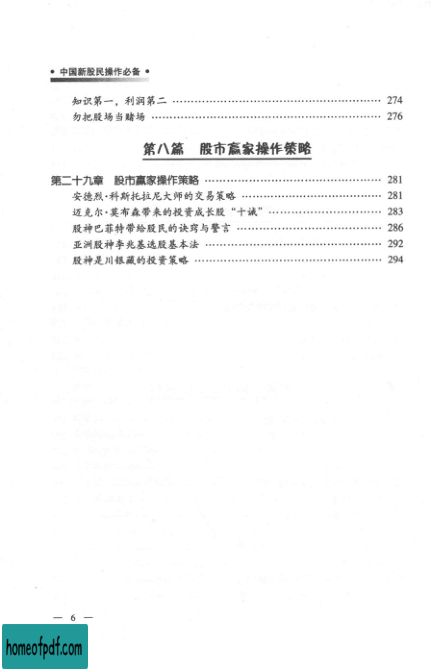 • 中国新股民操作必备 •
知识第一，利润第二 …………………………………………… 274
勿把股场当赌场 …………………………………………… 276
第八篇 股市赢家操作策略
第二十九章 股市赢家操作策略 …………………………………………… 281
安德烈·科斯托拉尼大师的交易策略 …………………………………………… 281
迈克尔·莫布森带来的投资成长股“十诫” …………………………………………… 283
股神巴菲特带给股民的诀窍与警言 …………………………………………… 286
亚洲股神李兆基选股基本法 …………………………………………… 292
股神是川银藏的投资策略 …………………………………………… 294
— 6 —
homeofpdf.com